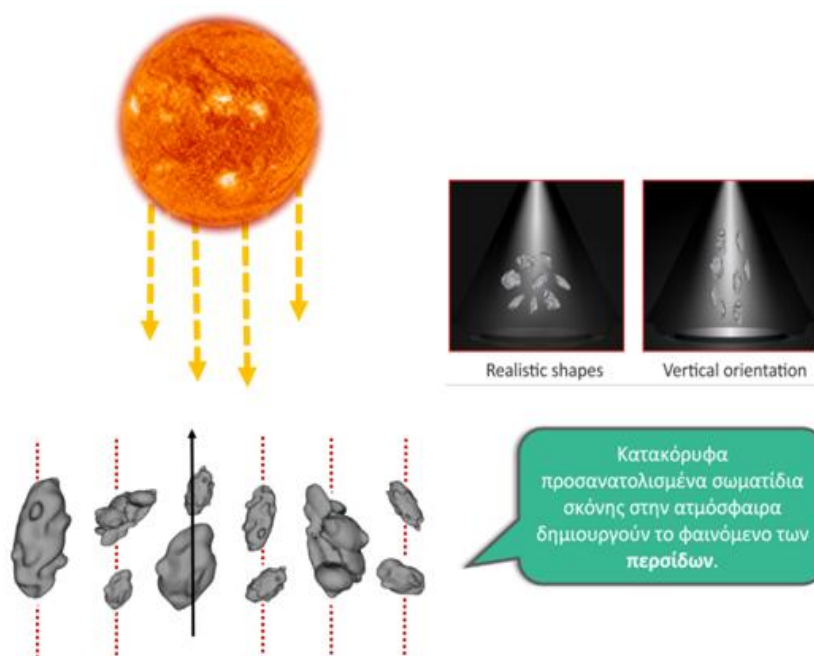 Realistic shapes
Vertical orientation
Κατακόρυφα
προσανατολισμένα σωματίδια
σκόνης στην ατμόσφαιρα
δημιουργούν το φαινόμενο των
περσίδων.